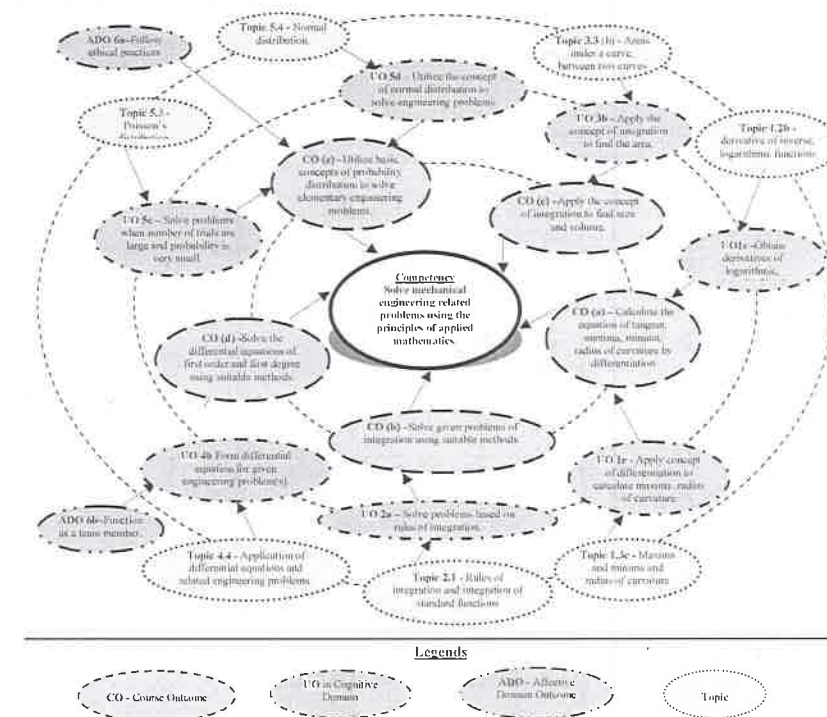 Topic 5.4 - Normal
distribution.
ADO 6a -Follow
ethical practices
Topic 3.3 (b) - Areas
under a curve,
between two curves
UO 5d – Utilize the concept
of normal distribution to
solve engineering problems
Topic 5.3 -
Poisson's
distribution
UO 3b – Apply the
concept of integration
to find the area.
Topic 1.2b -
derivative of inverse,
logarithmic functions
CO (e) –Utilize basic
concepts of probability
distribution to solve
elementary engineering
problems.
CO (c) –Apply the concept
of integration to find area
and volume.
UO 5c – Solve problems
when number of trials are
large and probability is
very small.
UO1c -Obtain
derivatives of
logarithmic,
Competency
Solve mechanical
engineering related
problems using the
principles of applied
mathematics.
CO (a) – Calculate the
equation of tangent,
maxima, minima,
radius of curvature by
differentiation
CO (d) -Solve the
differential equations of
first order and first degree
using suitable methods.
CO (b) –Solve given problems of
integration using suitable methods
UO 4b Form differential
equation for given
engineering problem(s)
UO 1e - Apply concept
of differentiation to
calculate maxima, radius
of curvature
UO 2a – Solve problems based on
rules of integration.
ADO 6b–Function
as a team member.
Topic 4.4 - Application of
differential equations and
related engineering problems
Topic 2.1 - Rules of
integration and integration of
standard functions
Topic 1.3c - Maxima
and minima and
radius of curvature
Legends
CO - Course Outcome
UO in Cognitive
Domain
ADO - Affective
Domain Outcome
Topic